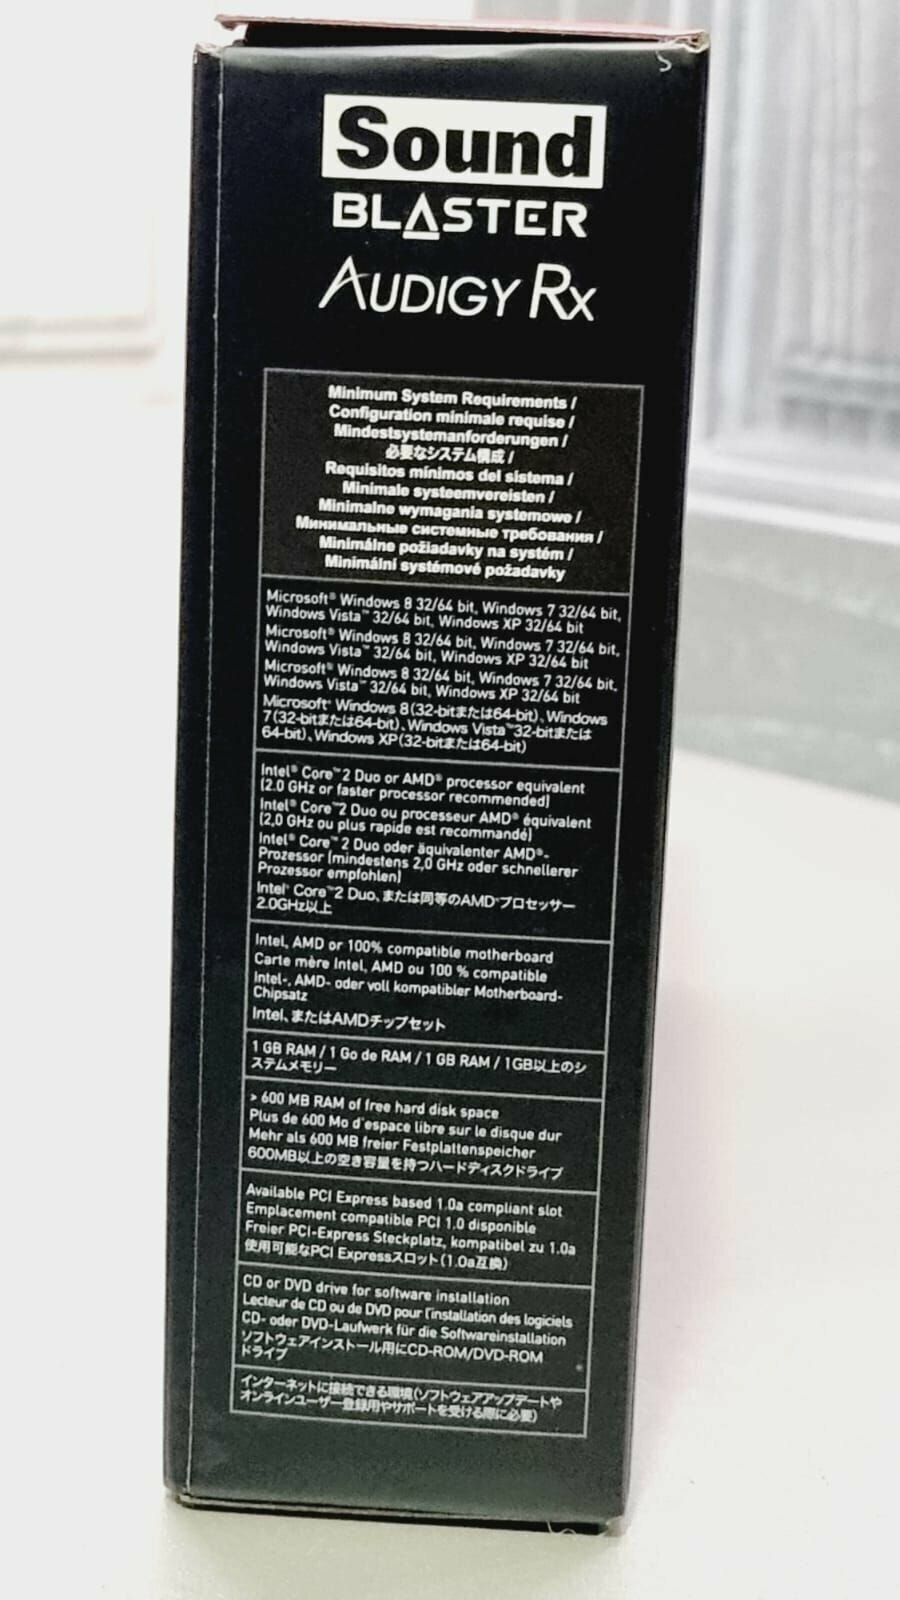 Sound
BLASTER
AUDIGY RX
Minimum System Requirements /
Configuration minimale requise /
Mindestsystemanforderungen /
必要なシステム構成 /
Requisitos mínimos del sistema /
Minimale systeemvereisten /
Minimalne wymagania systemowe /
Минимальные системные требования /
Minimálne požiadavky na systém /
Minimální systémové požadavky
Microsoft® Windows 8 32/64 bit, Windows 7 32/64 bit,
Windows Vista™ 32/64 bit, Windows XP 32/64 bit
Microsoft® Windows 8 32/64 bit, Windows 7 32/64 bit,
Windows Vista™ 32/64 bit, Windows XP 32/64 bit
Microsoft® Windows 8 32/64 bit, Windows 7 32/64 bit,
Windows Vista™ 32/64 bit, Windows XP 32/64 bit
Microsoft® Windows 8(32-bitまたは64-bit)、Windows
7(32-bitまたは64-bit)、Windows Vista™32-bitまたは
64-bit)、Windows XP(32-bitまたは64-bit)
Intel® Core™2 Duo or AMD® processor equivalent
(2.0 GHz or faster processor recommended)
Intel® Core™2 Duo ou processeur AMD® équivalent
(2,0 GHz ou plus rapide est recommandé)
Intel® Core™ 2 Duo oder äquivalenter AMD®-
Prozessor (mindestens 2,0 GHz oder schnellerer
Prozessor empfohlen)
Intel® Core™2 Duo、または同等のAMD®プロセッサー
2.0GHz以上
Intel, AMD or 100% compatible motherboard
Carte mère Intel, AMD ou 100 % compatible
Intel-, AMD- oder voll kompatibler Motherboard-
Chipsatz
Intel、またはAMDチップセット
1 GB RAM / 1 Go de RAM / 1 GB RAM / 1GB以上のシ
ステムメモリー
> 600 MB RAM of free hard disk space
Plus de 600 Mo d'espace libre sur le disque dur
Mehr als 600 MB freier Festplattenspeicher
600MB以上の空き容量を持つハードディスクドライブ
Available PCI Express based 1.0a compliant slot
Emplacement compatible PCI 1.0 disponible
Freier PCI-Express Steckplatz, kompatibel zu 1.0a
使用可能なPCI Expressスロット(1.0a互換)
CD or DVD drive for software installation
Lecteur de CD ou de DVD pour l'installation des logiciels
CD- oder DVD-Laufwerk für die Softwareinstallation
ソフトウェアインストール用にCD-ROM/DVD-ROM
ドライブ
インターネットに接続できる環境(ソフトウェアアップデートや
オンラインユーザー登録用やサポートを受ける際に必要)